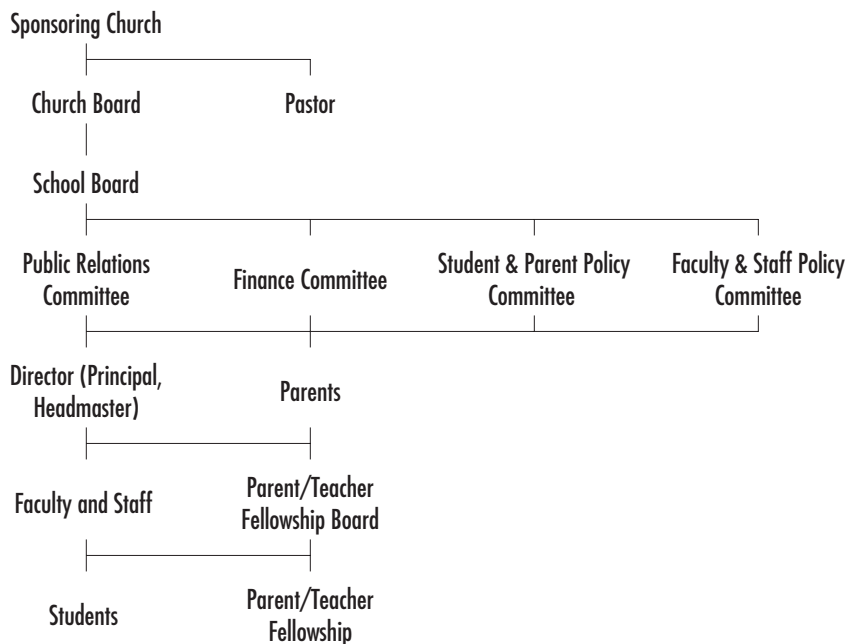 Sponsoring Church
Church Board
Pastor
School Board
Public Relations
Committee
Finance Committee
Student & Parent Policy
Committee
Faculty & Staff Policy
Committee
Director (Principal,
Headmaster)
Parents
Faculty and Staff
Parent/Teacher
Fellowship Board
Students
Parent/Teacher
Fellowship